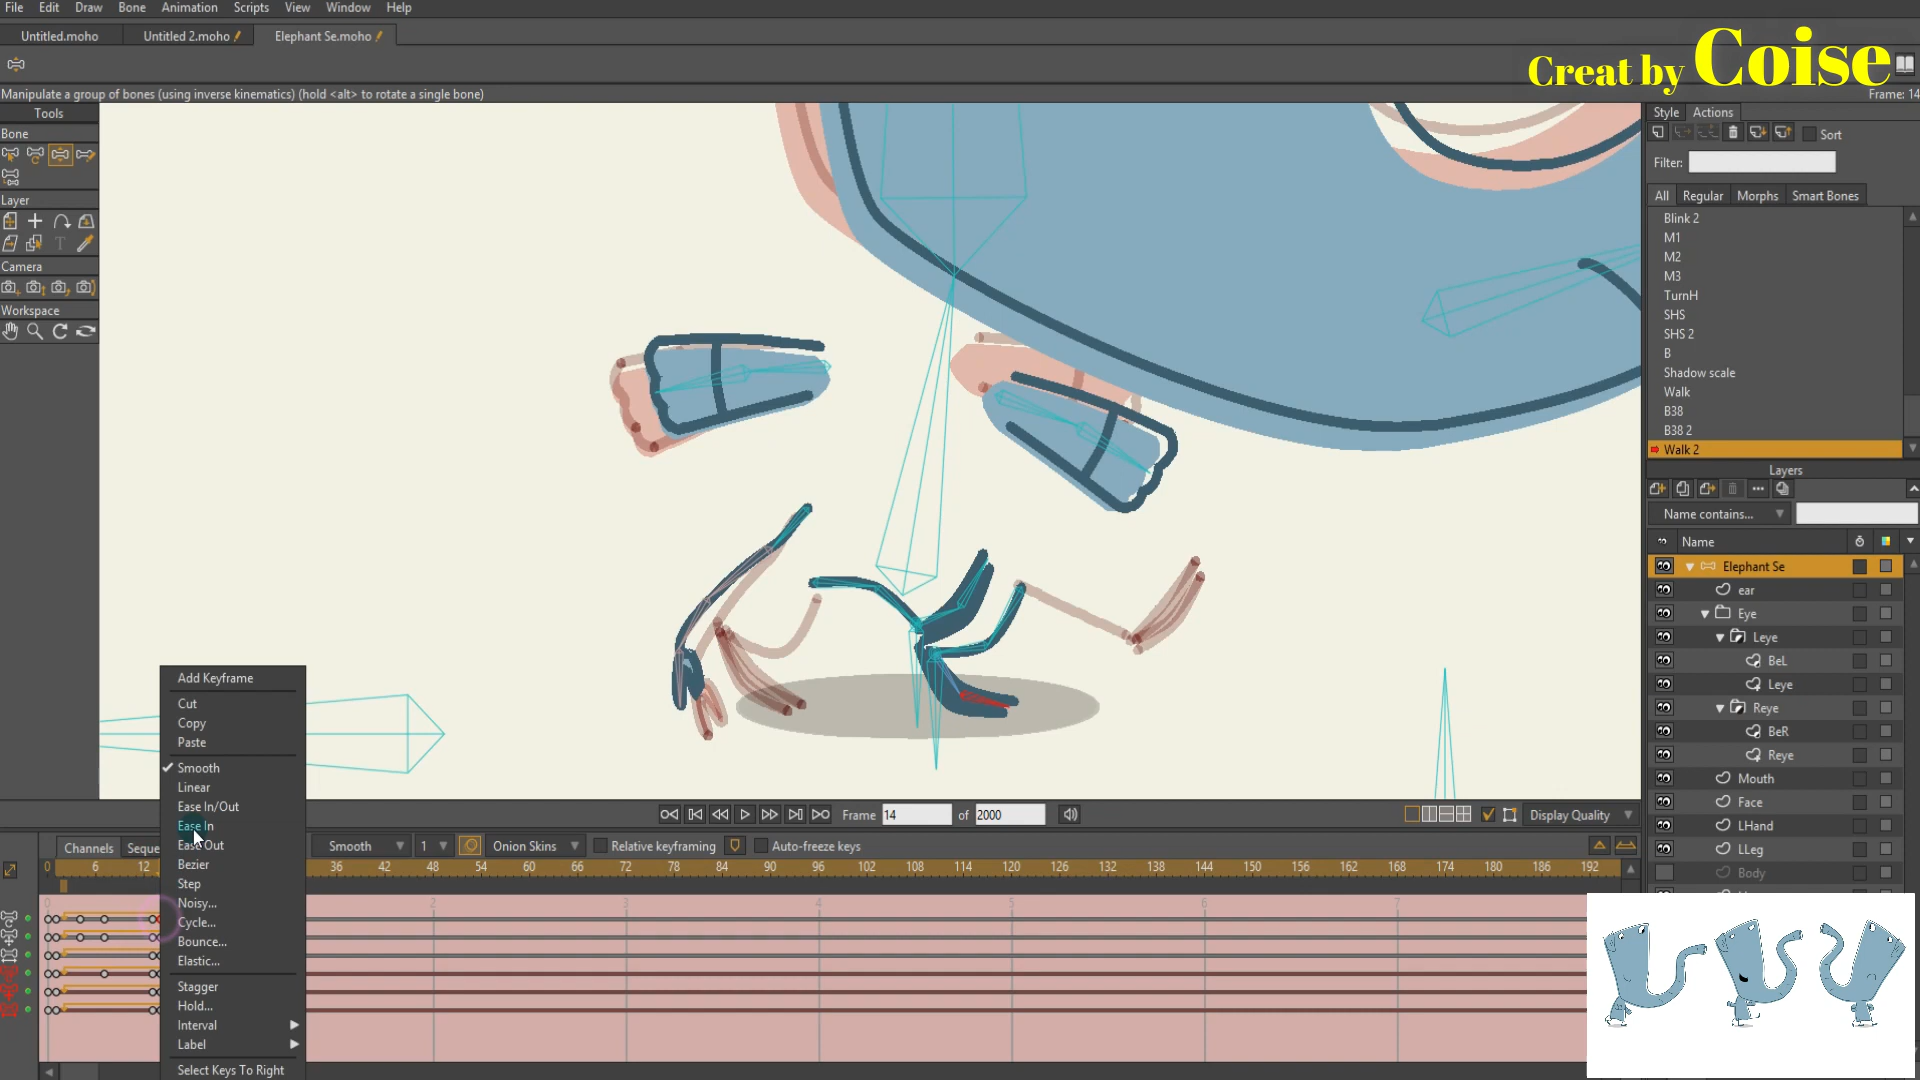 File Edit Draw Bone Animation Scripts View Window Help
Untitled.moho Untitled 2.moho Elephant Se.moho
Creat by Coise
Manipulate a group of bones (using inverse kinematics) (hold <alt> to rotate a single bone)
Frame: 14
Tools
Bone
Layer
T
Camera
Workspace
Style Actions
Sort
Filter:
All Regular Morphs Smart Bones
Blink 2
M1
M2
M3
TurnH
SHS
SHS 2
B
Shadow scale
Walk
B38
B38 2
Walk 2
Layers
Name contains...
Name
Elephant Se
ear
Eye
Leye
BeL
Leye
Reye
BeR
Reye
Mouth
Face
LHand
LLeg
Body
Add Keyframe
Cut
Copy
Paste
Smooth
Linear
Ease In/Out
Ease In
Ease Out
Bezier
Step
Noisy...
Cycle...
Bounce...
Elastic...
Stagger
Hold...
Interval
Label
Select Keys To Right
Frame 14 of 2000
Display Quality
Channels Seque
Smooth 1 Onion Skins Relative keyframing Auto-freeze keys
0 6 12 36 42 48 54 60 66 72 78 84 90 96 102 108 114 120 126 132 138 144 150 156 162 168 174 180 186 192
0 2 3 4 5 6 7